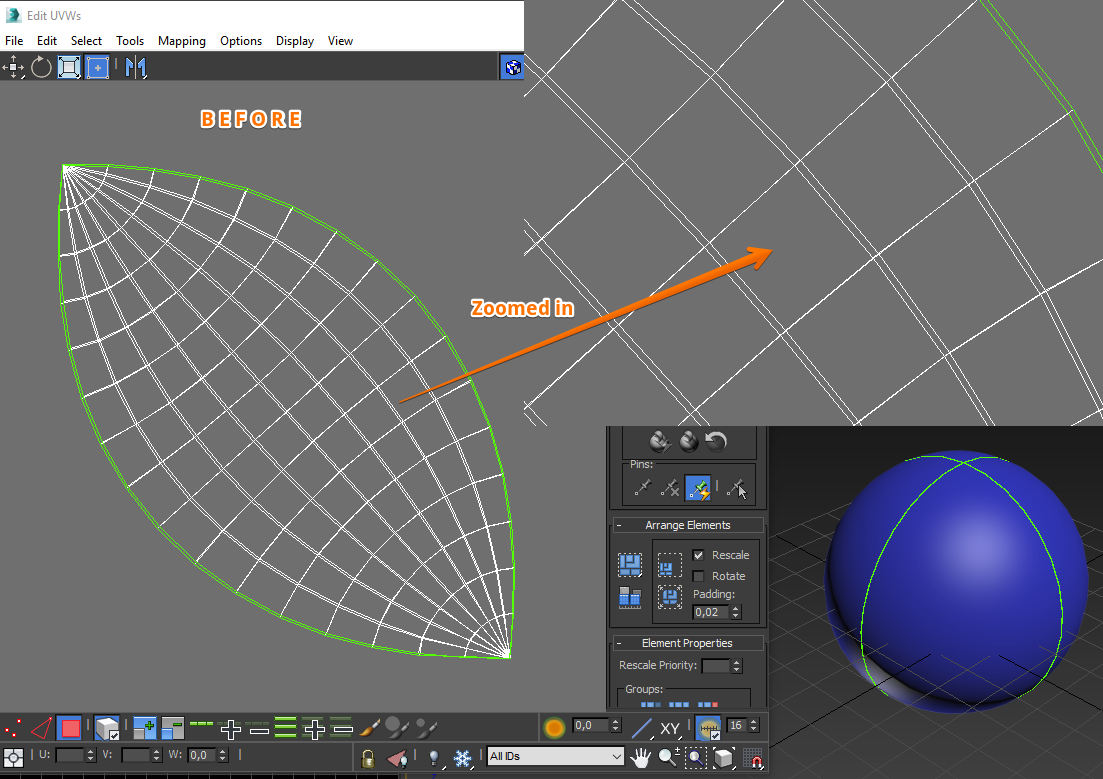 Edit UVWs
File Edit Select Tools Mapping Options Display View
BEFORE
Zoomed in
Pins:
- Arrange Elements
Rescale
Rotate
Padding:
0,02
- Element Properties
Rescale Priority:
Groups:
0,0 XY 16
U: V: W: 0,0 All IDs